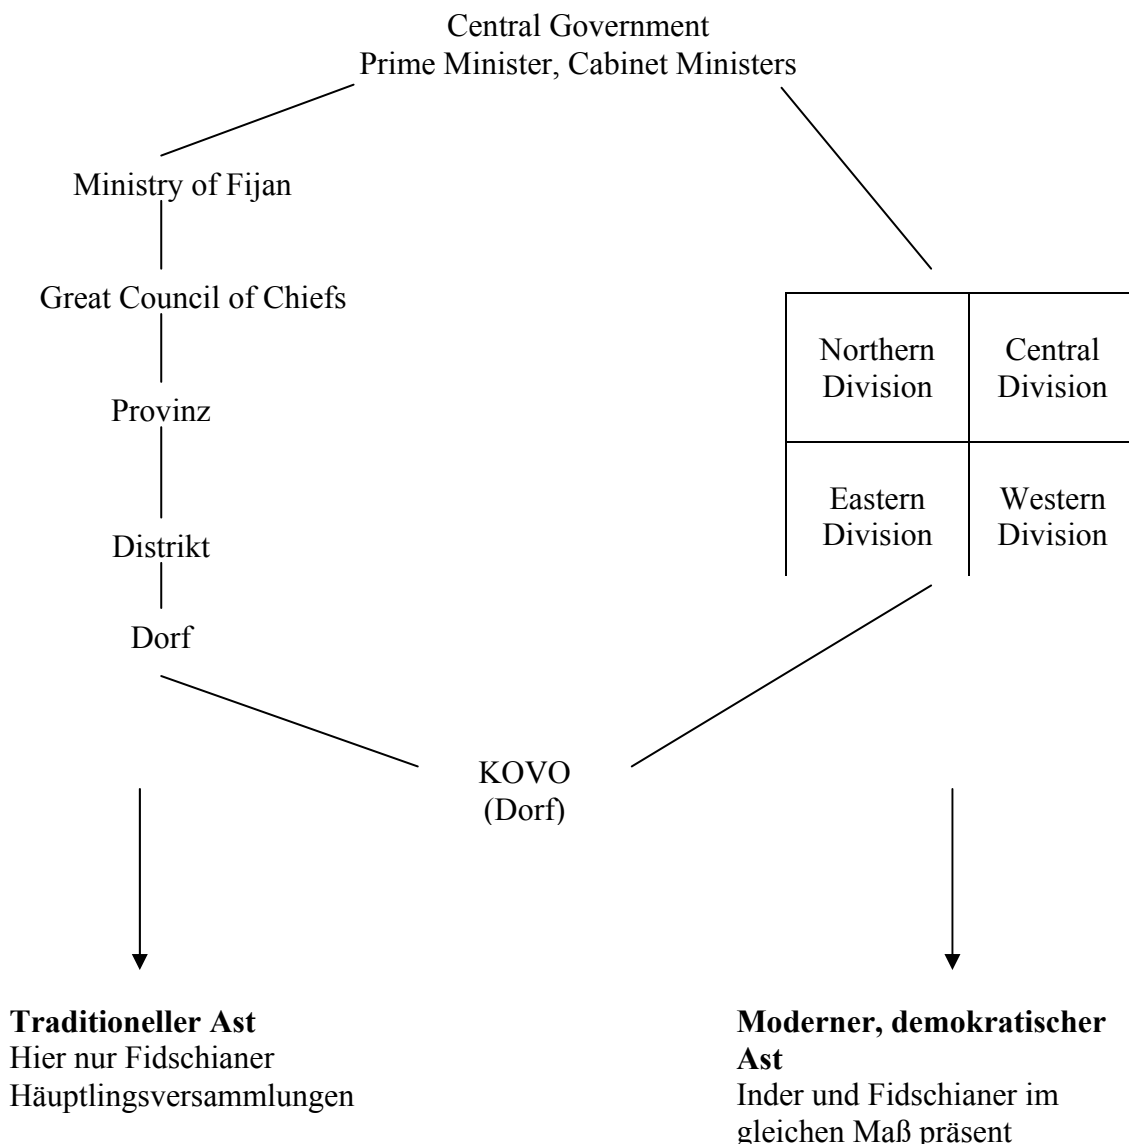 Central Government
Prime Minister, Cabinet Ministers
Ministry of Fijan
Great Council of Chiefs
Provinz
Distrikt
Dorf
Northern
Division
Central
Division
Eastern
Division
Western
Division
KOVO
(Dorf)
Traditioneller Ast
Hier nur Fidschianer
Häuptlingsversammlungen
Moderner, demokratischer
Ast
Inder und Fidschianer im
gleichen Maß präsent